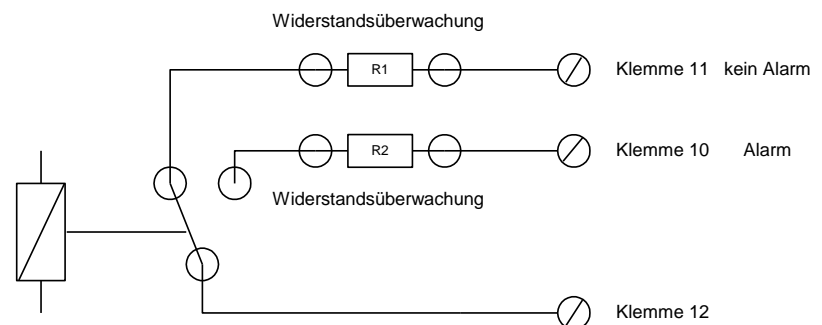 Widerstandsüberwachung
R1
Klemme 11 kein Alarm
R2
Klemme 10 Alarm
Widerstandsüberwachung
Klemme 12